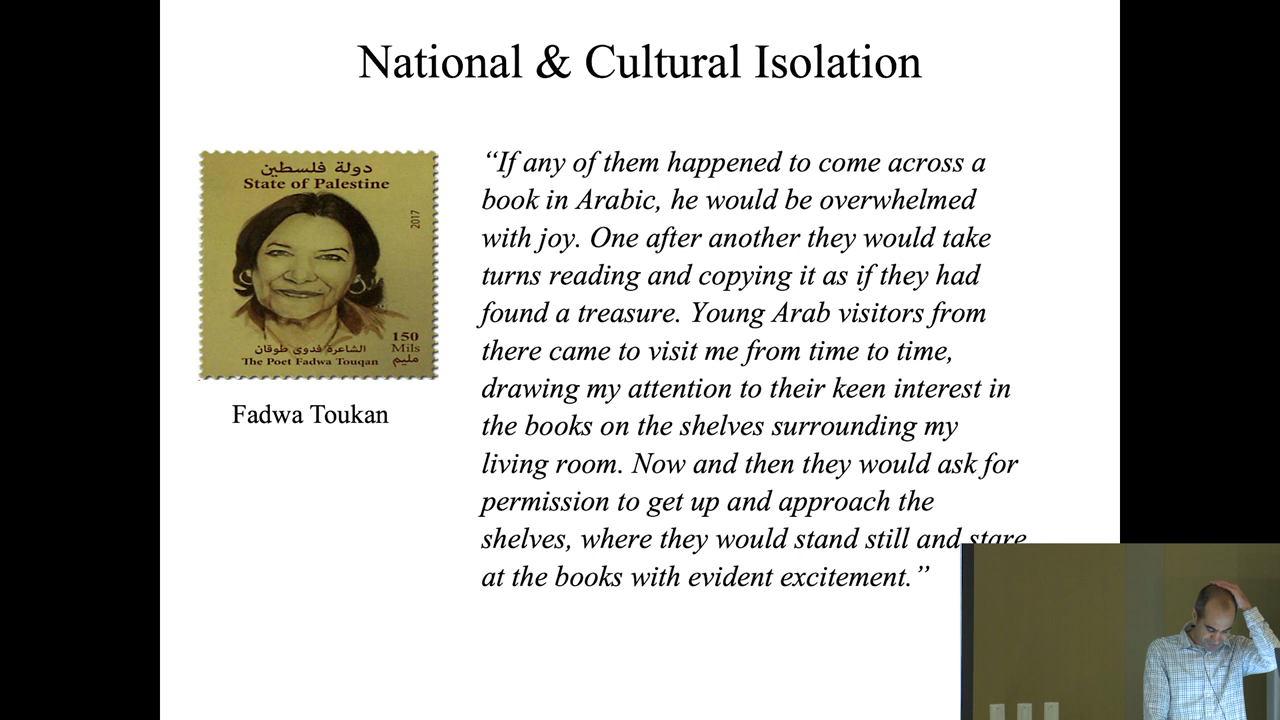 National & Cultural Isolation
دولة فلسطين
State of Palestine
2017
150
Mils
مليم
الشاعرة فدوى طوقان
The Poet Fadwa Touqan
Fadwa Toukan
“If any of them happened to come across a
book in Arabic, he would be overwhelmed
with joy. One after another they would take
turns reading and copying it as if they had
found a treasure. Young Arab visitors from
there came to visit me from time to time,
drawing my attention to their keen interest in
the books on the shelves surrounding my
living room. Now and then they would ask for
permission to get up and approach the
shelves, where they would stand still and stare
at the books with evident excitement.”